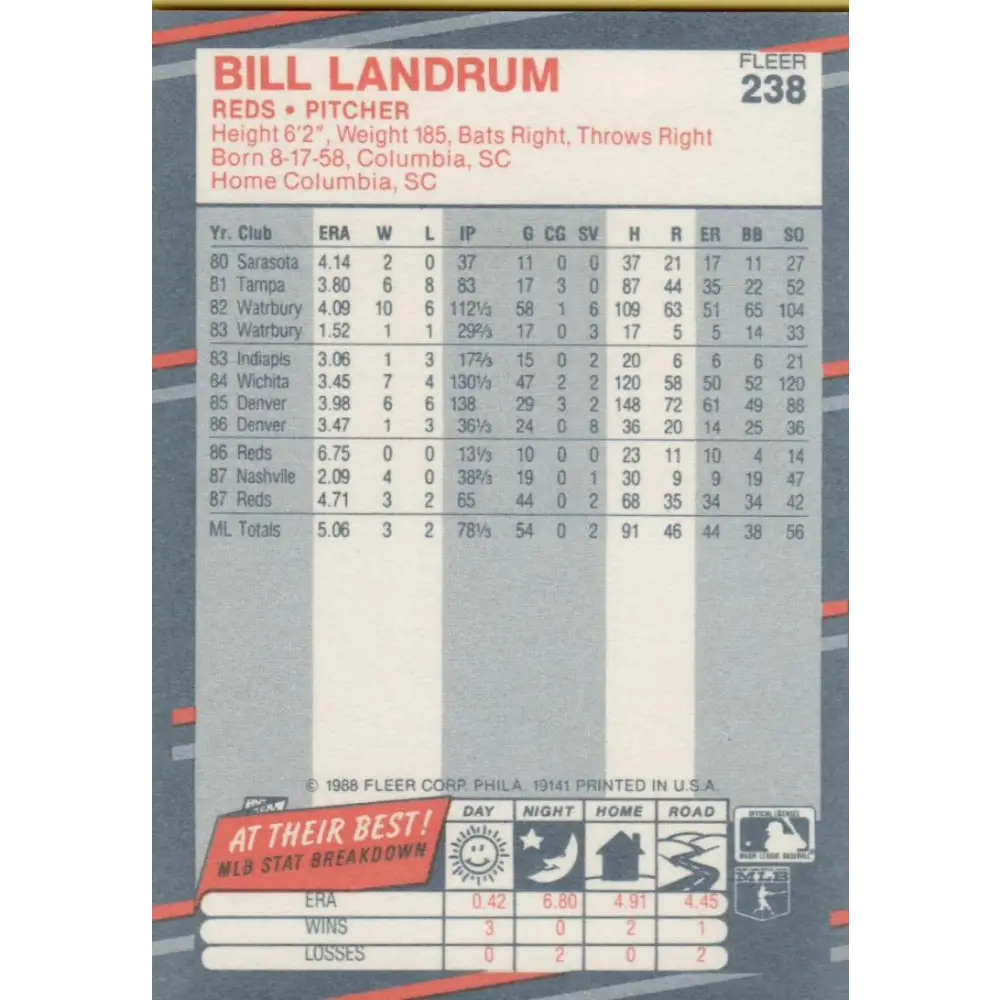 BILL LANDRUM
FLEER
238
REDS • PITCHER
Height 6'2", Weight 185, Bats Right, Throws Right
Born 8-17-58, Columbia, SC
Home Columbia, SC
Yr. Club ERA W L IP G CG SV H R ER BB SO
80 Sarasota 4.14 2 0 37 11 0 0 37 21 17 11 27
81 Tampa 3.80 6 8 83 17 3 0 87 44 35 22 52
82 Watrbury 4.09 10 6 112⅓ 58 1 6 109 63 51 65 104
83 Watrbury 1.52 1 1 29⅔ 17 0 3 17 5 5 14 33
83 Indiapls 3.06 1 3 17⅔ 15 0 2 20 6 6 6 21
84 Wichita 3.45 7 4 130⅓ 47 2 2 120 58 50 52 120
85 Denver 3.98 6 6 138 29 3 2 148 72 61 49 86
86 Denver 3.47 1 3 36⅓ 24 0 8 36 20 14 25 36
86 Reds 6.75 0 0 13⅓ 10 0 0 23 11 10 4 14
87 Nashvile 2.09 4 0 38⅔ 19 0 1 30 9 9 19 47
87 Reds 4.71 3 2 65 44 0 2 68 35 34 34 42
ML Totals 5.06 3 2 78⅓ 54 0 2 91 46 44 38 56
© 1988 FLEER CORP. PHILA. 19141 PRINTED IN U.S.A.
AT THEIR BEST!
MLB STAT BREAKDOWN
DAY NIGHT HOME ROAD
OFFICIAL LICENSEE
MAJOR LEAGUE BASEBALL
MLB
ERA 0.42 6.80 4.91 4.45
WINS 3 0 2 1
LOSSES 0 2 0 2